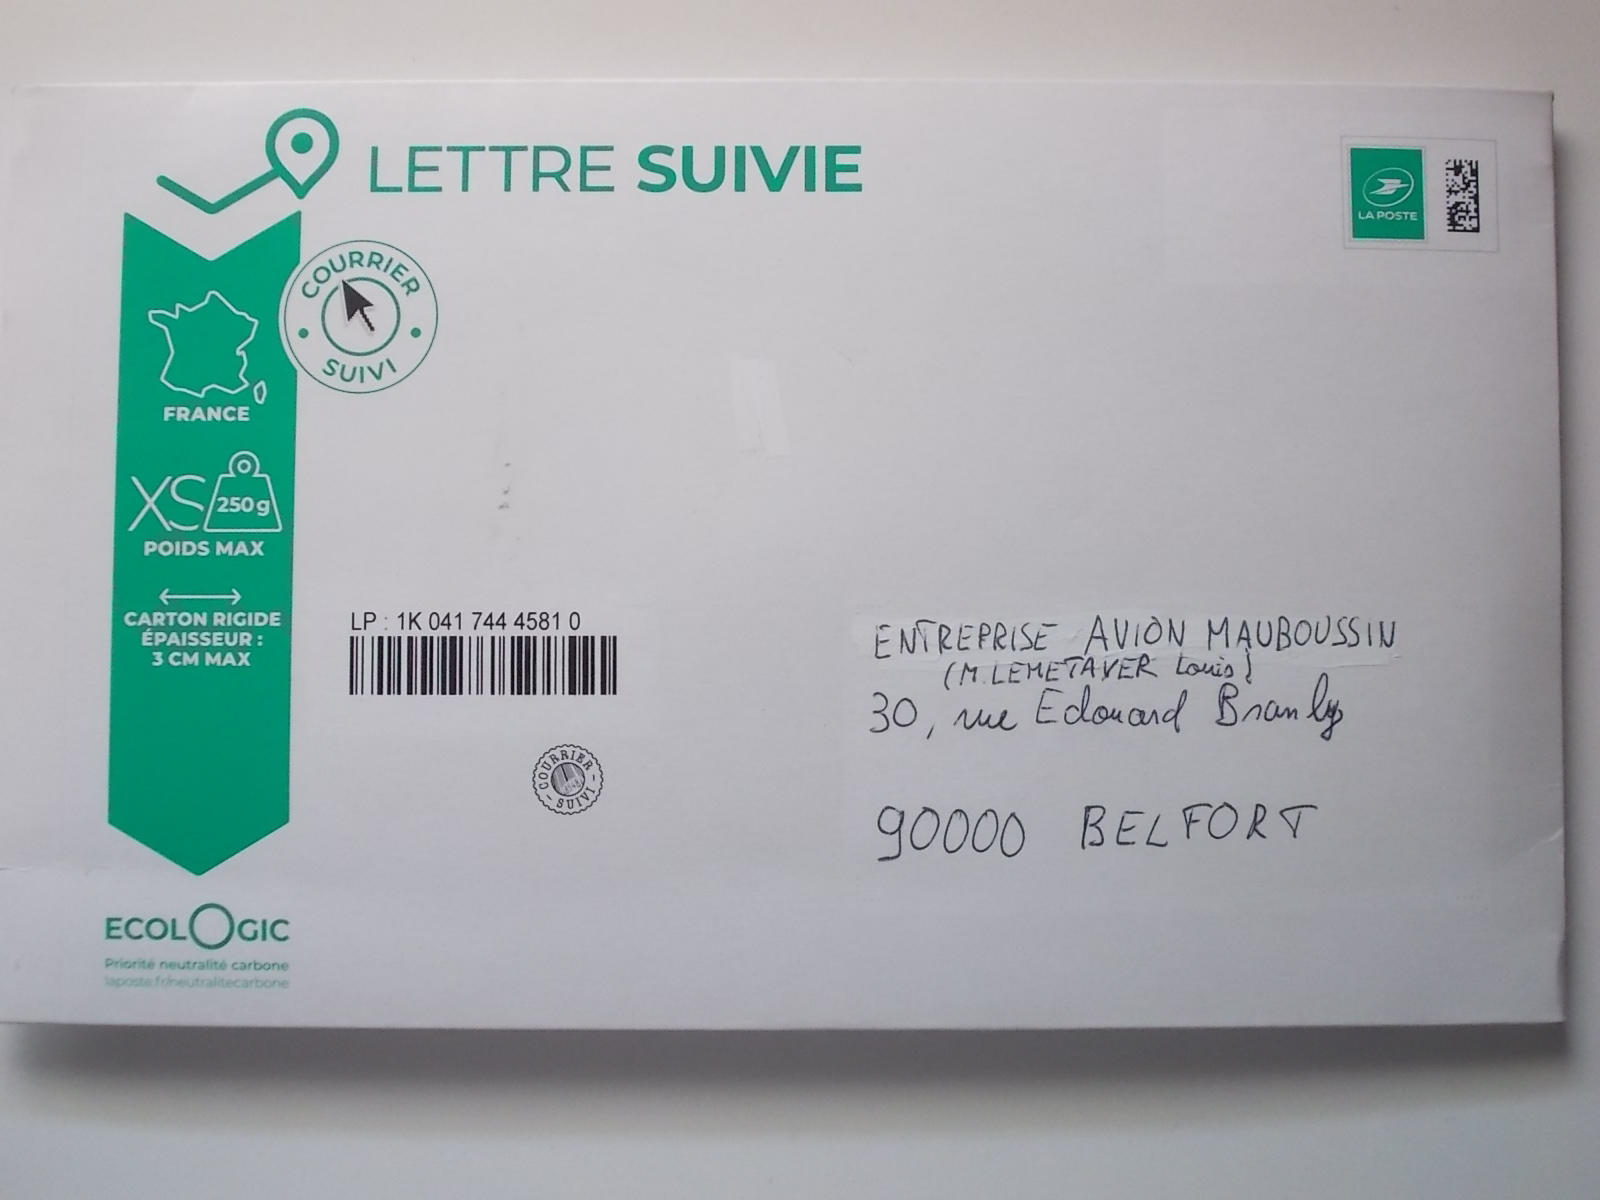 LETTRE SUIVIE
LA POSTE
COURRIER
SUIVI
FRANCE
XS 250g
POIDS MAX
CARTON RIGIDE
ÉPAISSEUR :
3 CM MAX
LP : 1K 041 744 4581 0
COURRIER
SUIVI
ENTREPRISE AVION MAUBOUSSIN
(M. LEMETAYER Louis)
30, rue Edouard Branly
90000 BELFORT
ECOLOGIC
Priorité neutralité carbone
laposte.fr/neutralitecarbone